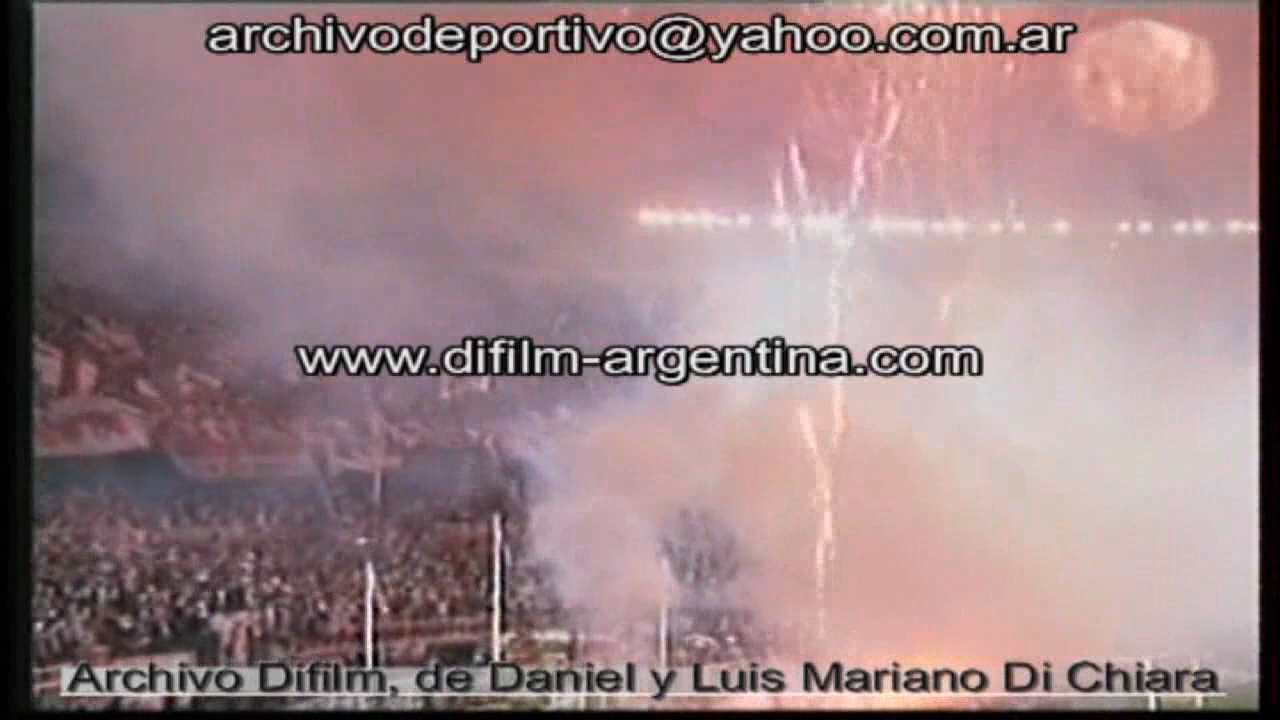 archivodeportivo@yahoo.com.ar
www.difilm-argentina.com
Archivo Difilm, de Daniel y Luis Mariano Di Chiara